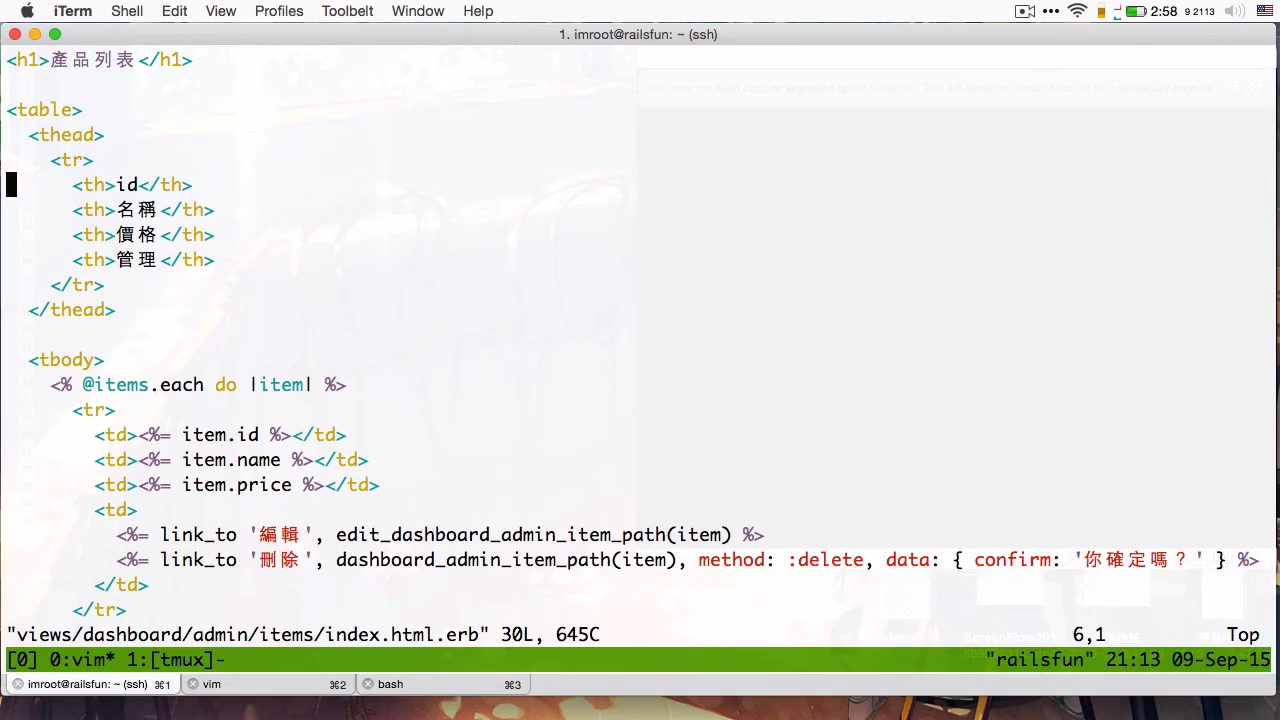 iTerm Shell Edit View Profiles Toolbelt Window Help 2:58 9 2113
1. imroot@railsfun: ~ (ssh)
<h1>產品列表</h1>
<table>
<thead>
<tr>
<th>id</th>
<th>名稱</th>
<th>價格</th>
<th>管理</th>
</tr>
</thead>
<tbody>
<% @items.each do |item| %>
<tr>
<td><%= item.id %></td>
<td><%= item.name %></td>
<td><%= item.price %></td>
<td>
<%= link_to '編輯', edit_dashboard_admin_item_path(item) %>
<%= link_to '刪除', dashboard_admin_item_path(item), method: :delete, data: { confirm: '你確定嗎？' } %>
</td>
</tr>
"views/dashboard/admin/items/index.html.erb" 30L, 645C 6,1 Top
[0] 0:vim* 1:[tmux]- "railsfun" 21:13 09-Sep-15
imroot@railsfun: ~ (ssh) ⌘1 vim ⌘2 bash ⌘3